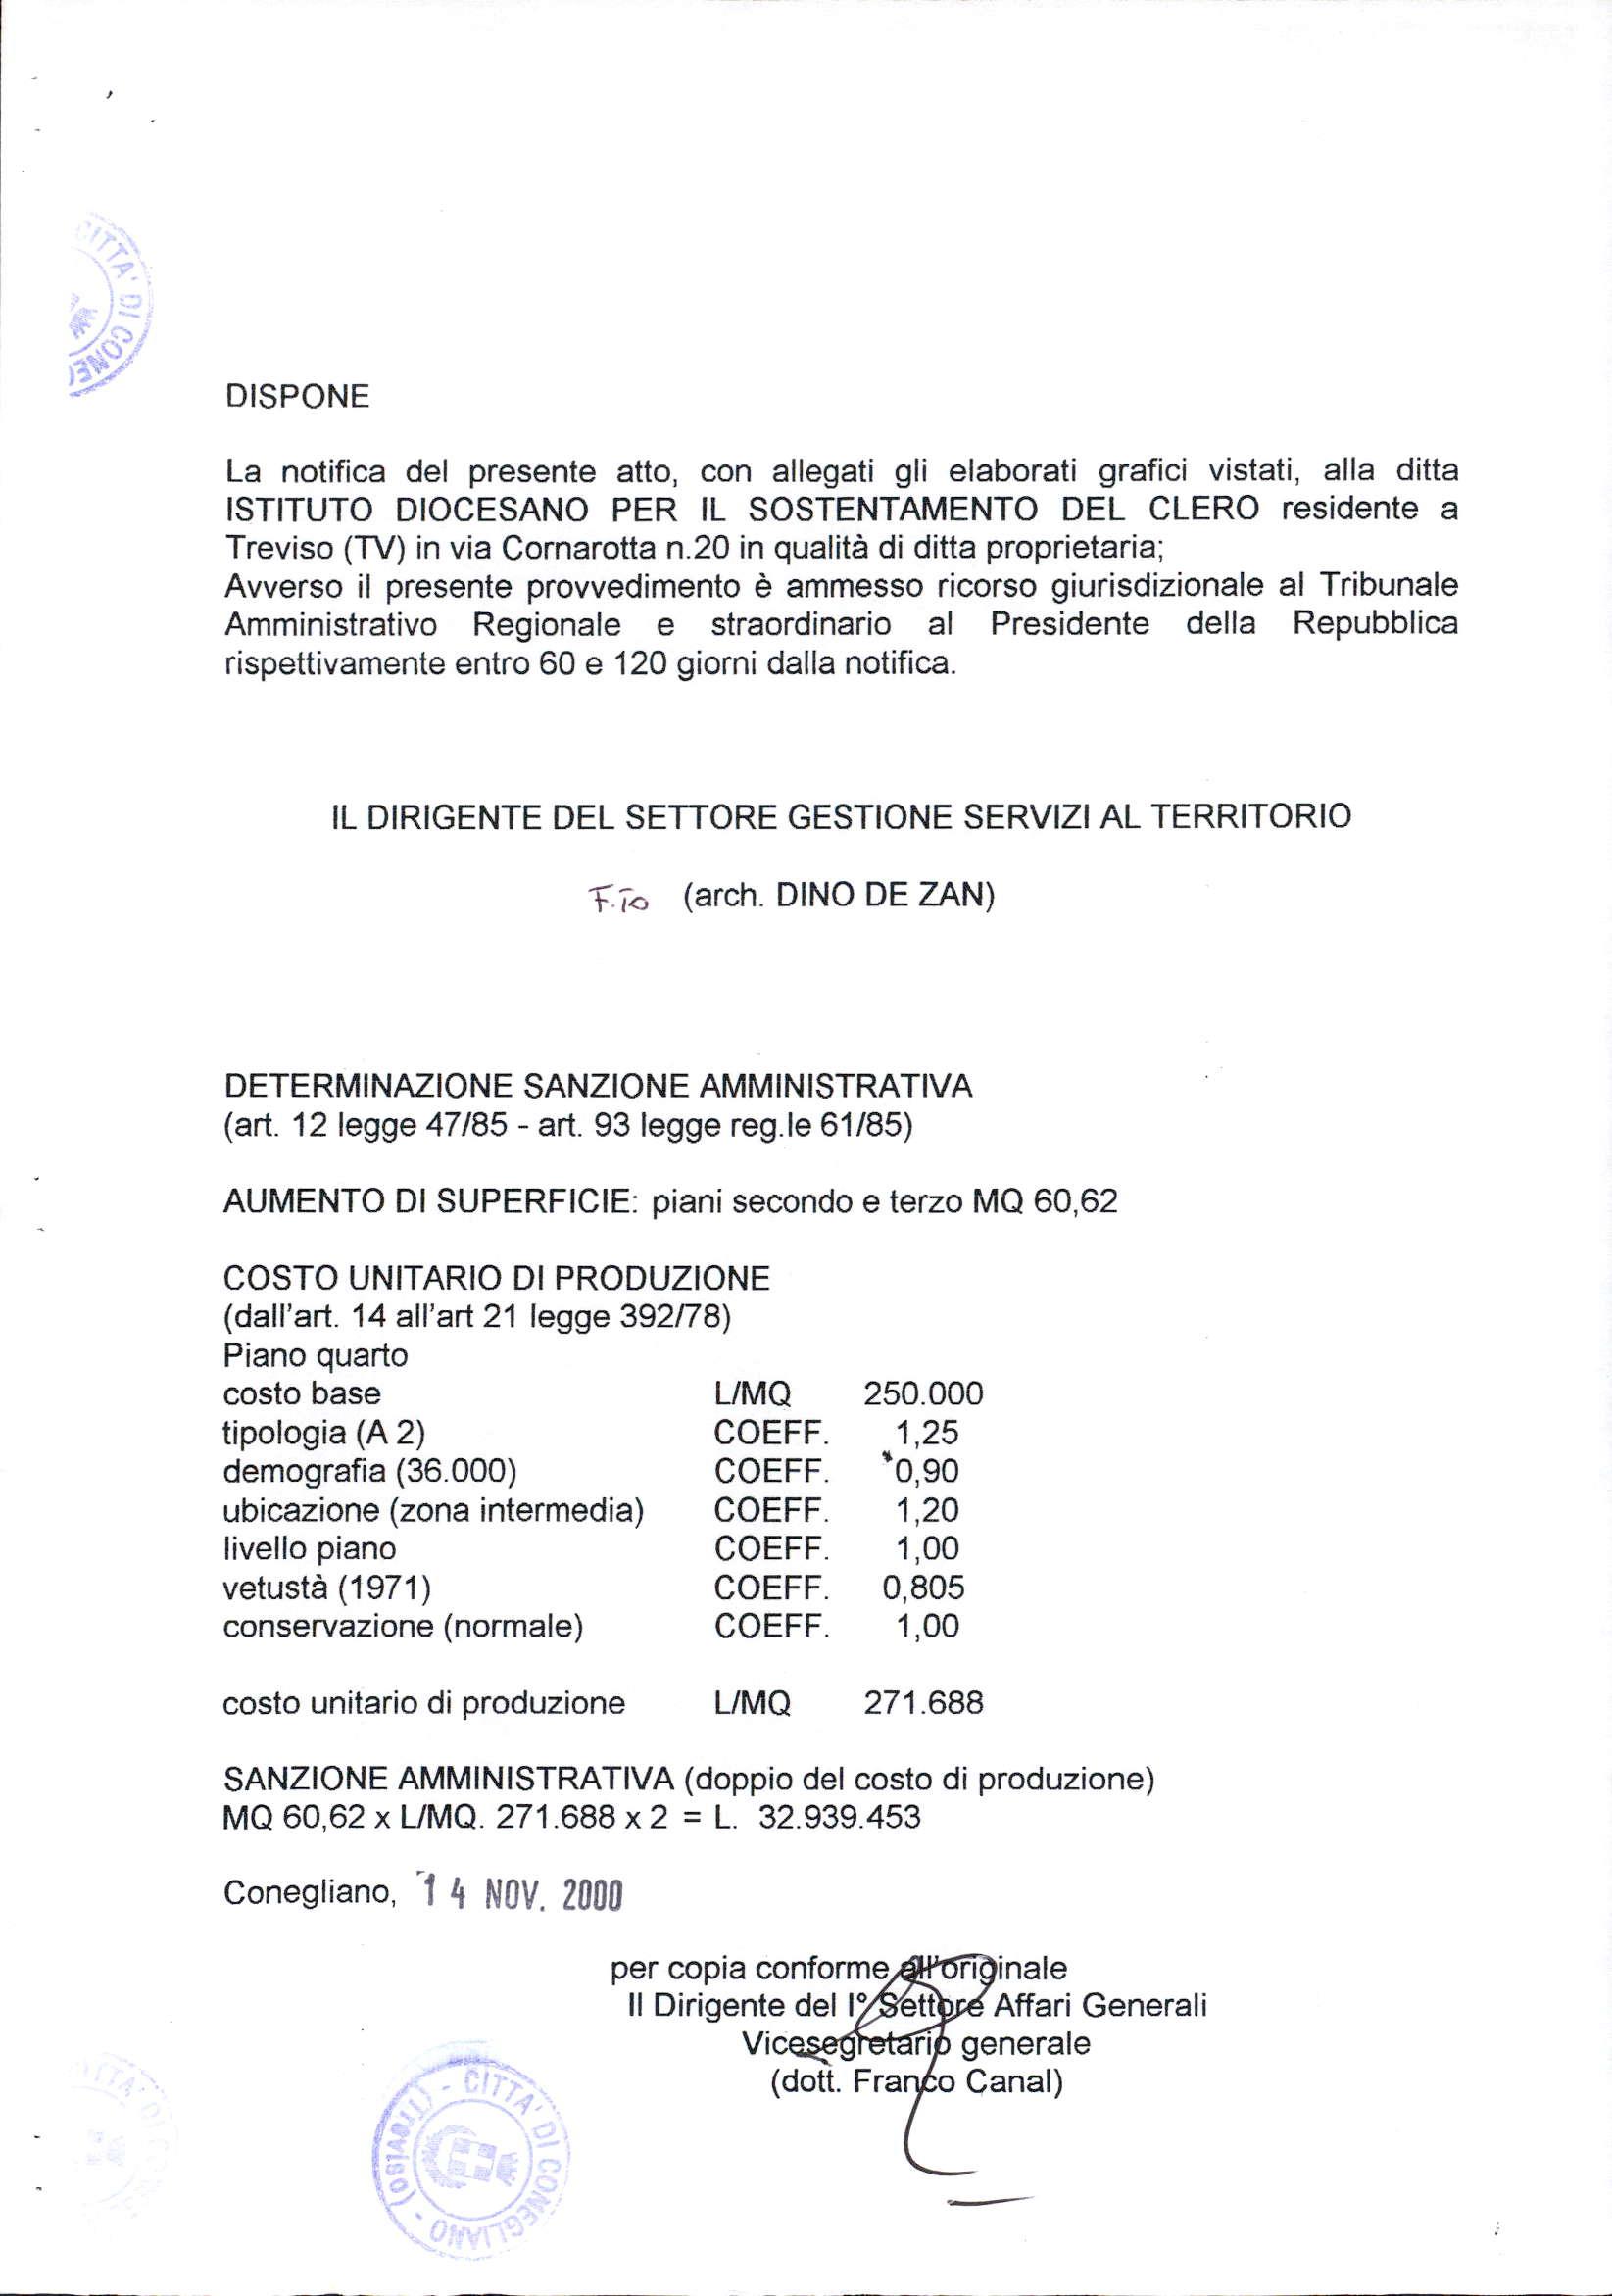 CITTA' DI CONE
DISPONE
La notifica del presente atto, con allegati gli elaborati grafici vistati, alla ditta
ISTITUTO DIOCESANO PER IL SOSTENTAMENTO DEL CLERO residente a
Treviso (TV) in via Cornarotta n.20 in qualità di ditta proprietaria;
Avverso il presente provvedimento è ammesso ricorso giurisdizionale al Tribunale
Amministrativo Regionale e straordinario al Presidente della Repubblica
rispettivamente entro 60 e 120 giorni dalla notifica.
IL DIRIGENTE DEL SETTORE GESTIONE SERVIZI AL TERRITORIO
F.to (arch. DINO DE ZAN)
DETERMINAZIONE SANZIONE AMMINISTRATIVA
(art. 12 legge 47/85 - art. 93 legge reg.le 61/85)
AUMENTO DI SUPERFICIE: piani secondo e terzo MQ 60,62
COSTO UNITARIO DI PRODUZIONE
(dall'art. 14 all'art 21 legge 392/78)
Piano quarto
costo base L/MQ 250.000
tipologia (A 2) COEFF. 1,25
demografia (36.000) COEFF. 0,90
ubicazione (zona intermedia) COEFF. 1,20
livello piano COEFF. 1,00
vetustà (1971) COEFF. 0,805
conservazione (normale) COEFF. 1,00
costo unitario di produzione L/MQ 271.688
SANZIONE AMMINISTRATIVA (doppio del costo di produzione)
MQ 60,62 x L/MQ. 271.688 x 2 = L. 32.939.453
Conegliano, 14 NOV. 2000
per copia conforme all'originale
Il Dirigente del I° Settore Affari Generali
Vicesegretario generale
(dott. Franco Canal)
- CITTA' DI CONEGLIANO - (TREVISO)